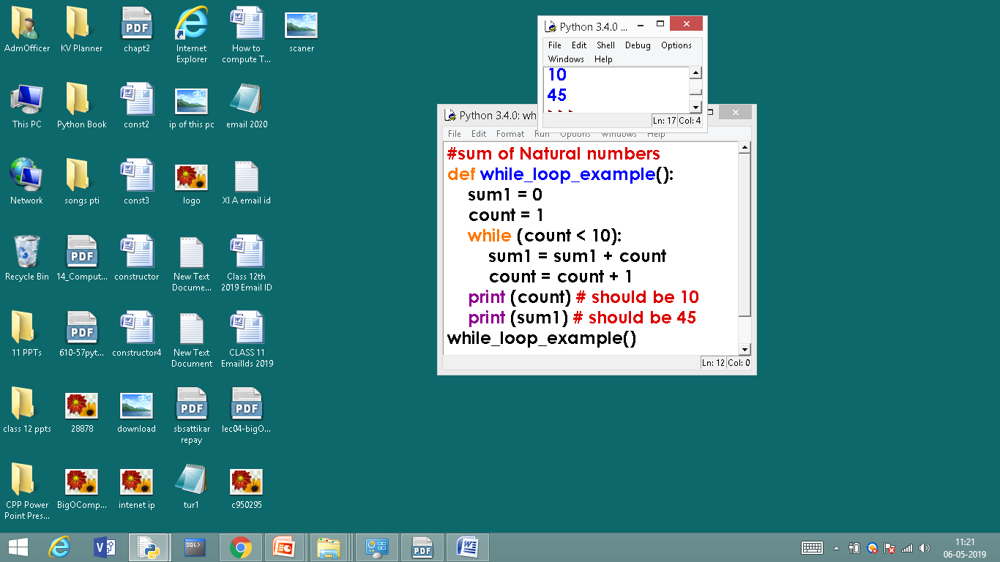 AdmOfficer
KV Planner
chapt2
Internet
Explorer
How to
compute T...
scaner
This PC
Python Book
const2
ip of this pc
email 2020
Network
songs pti
const3
logo
XI A email id
Recycle Bin
14_Comput...
constructor
New Text
Docume...
Class 12th
2019 Email ID
11 PPTs
610-57pyt...
constructor4
New Text
Document
CLASS 11
EmailIds 2019
class 12 ppts
28878
download
sbsattikar
repay
lec04-bigO...
CPP Power
Point Pres...
BigOComp...
intenet ip
tur1
c950295
PDF
PDF
PDF
PDF
PDF
Python 3.4.0 ...
File Edit Shell Debug Options
Windows Help
10
45
>>>
Ln: 17 Col: 4
Python 3.4.0: wh
File Edit Format Run Options Windows Help
#sum of Natural numbers
def while_loop_example():
    sum1 = 0
    count = 1
    while (count < 10):
        sum1 = sum1 + count
        count = count + 1
    print (count) # should be 10
    print (sum1) # should be 45
while_loop_example()
Ln: 12 Col: 0
SQL>
PDF
11:21
06-05-2019